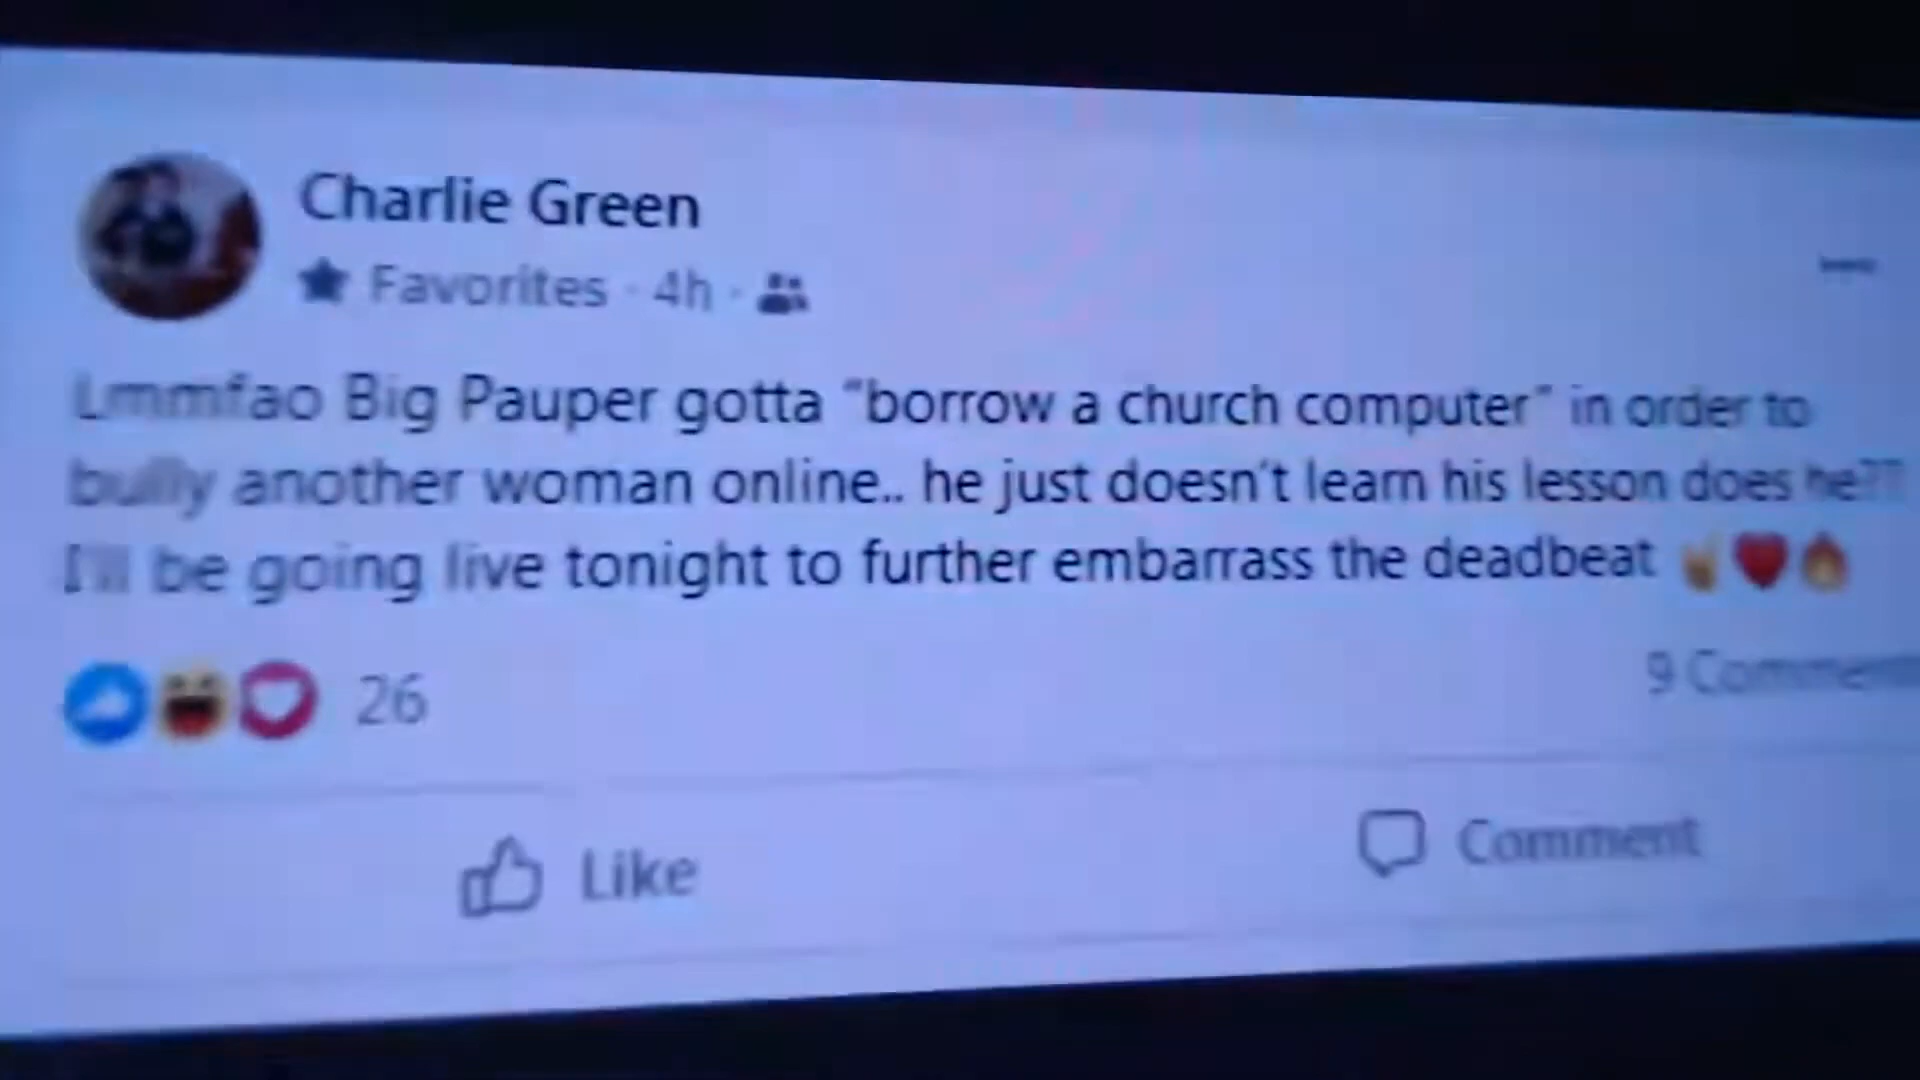 Charlie Green
Favorites · 4h ·
Lmmfao Big Pauper gotta “borrow a church computer” in order to
bully another woman online.. he just doesn't learn his lesson does he??
I'll be going live tonight to further embarrass the deadbeat ☝️❤️🔥
26
9 Comment
Like
Comment